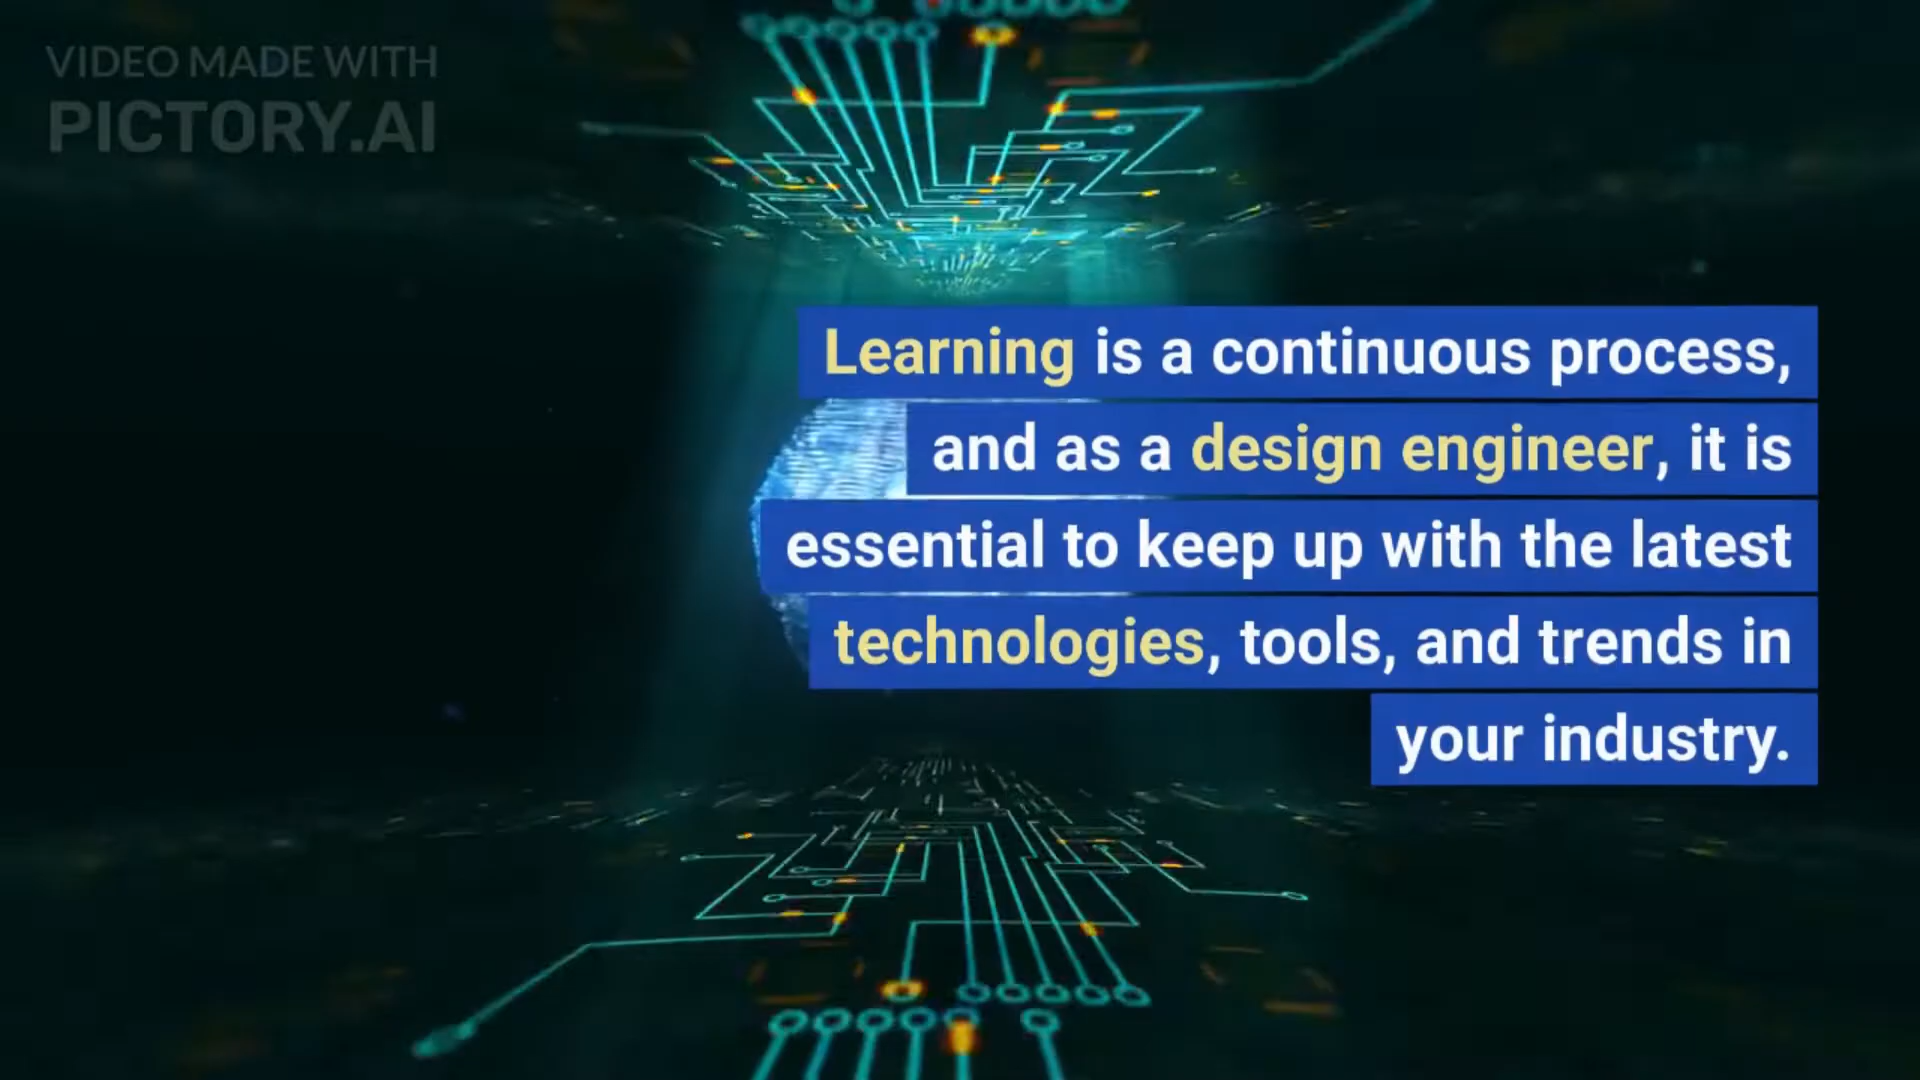 VIDEO MADE WITH
PICTORY.AI
Learning is a continuous process,
and as a design engineer, it is
essential to keep up with the latest
technologies, tools, and trends in
your industry.